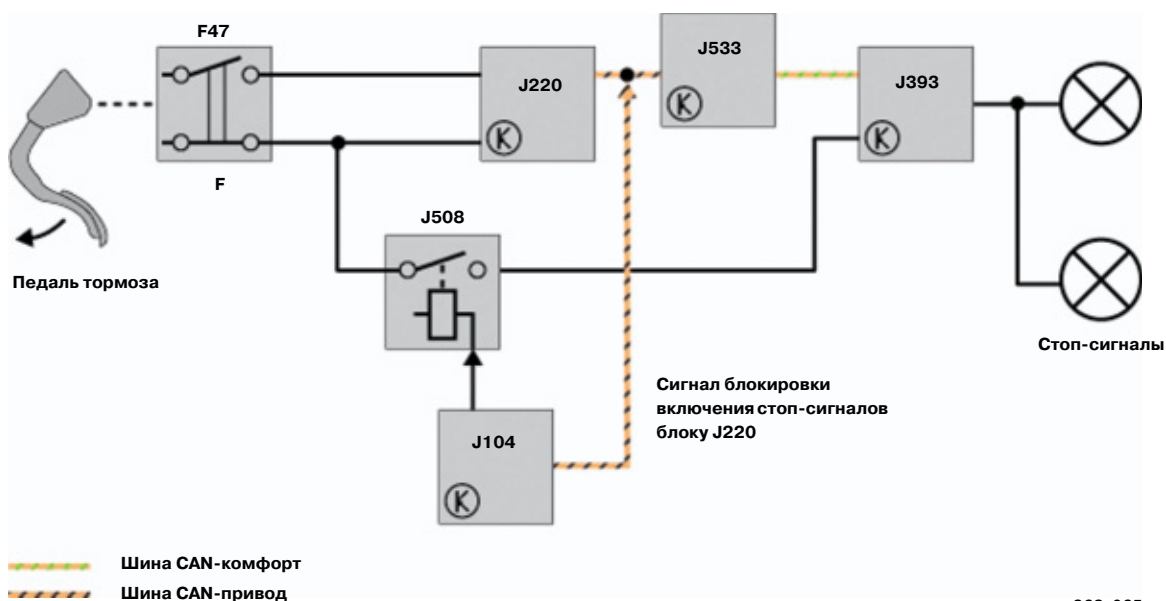 F47
J220
J533
J393
F
J508
Педаль тормоза
Стоп-сигналы
Сигнал блокировки
включения стоп-сигналов
блоку J220
J104
Шина CAN-комфорт
Шина CAN-привод